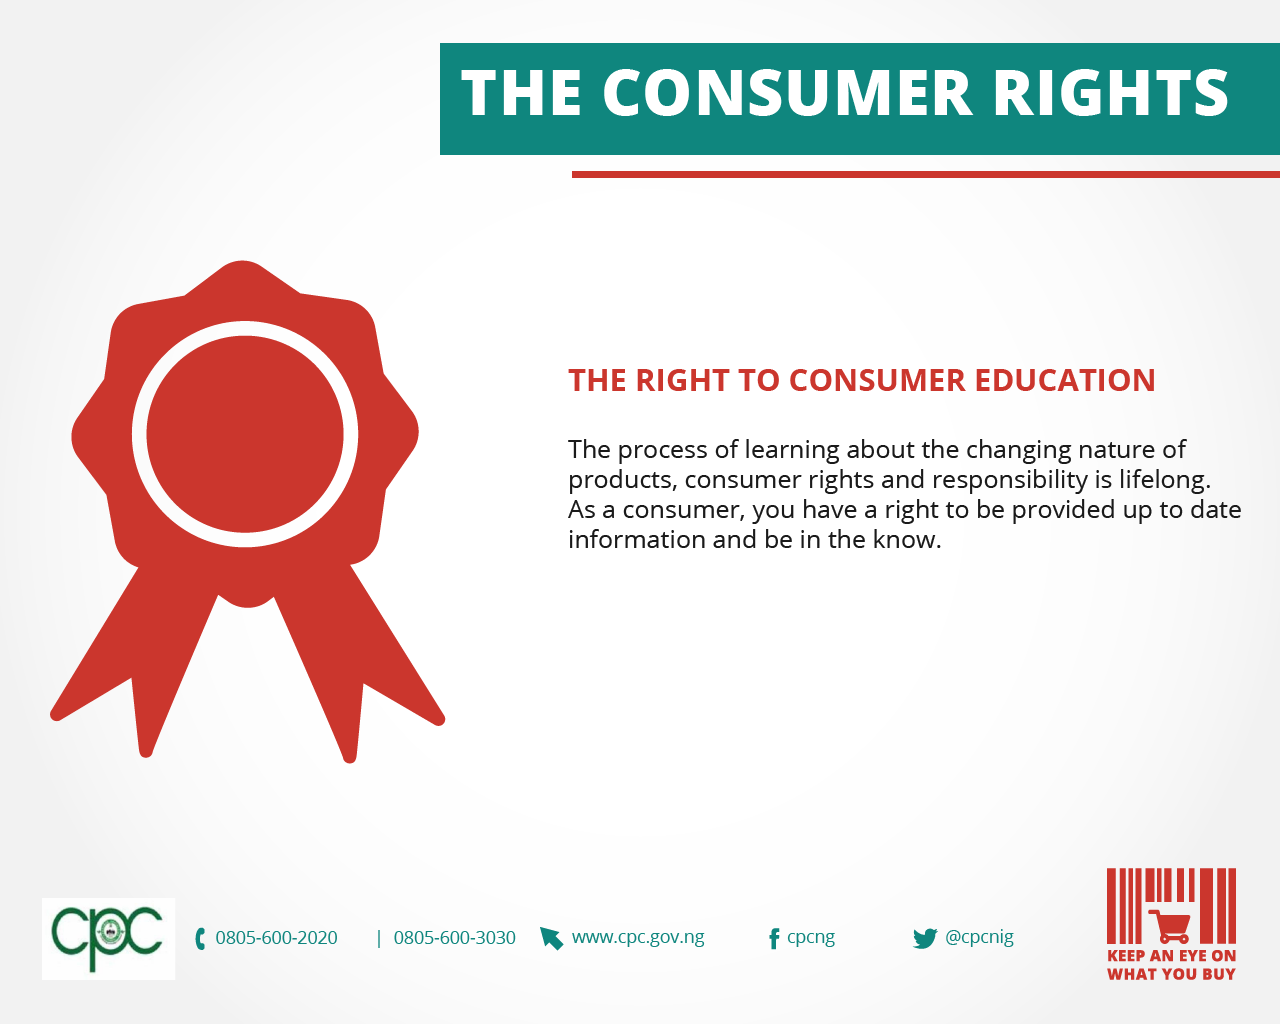 THE CONSUMER RIGHTS
THE RIGHT TO CONSUMER EDUCATION
The process of learning about the changing nature of
products, consumer rights and responsibility is lifelong.
As a consumer, you have a right to be provided up to date
information and be in the know.
cpc
0805-600-2020 | 0805-600-3030 www.cpc.gov.ng cpcng @cpcnig
KEEP AN EYE ON
WHAT YOU BUY